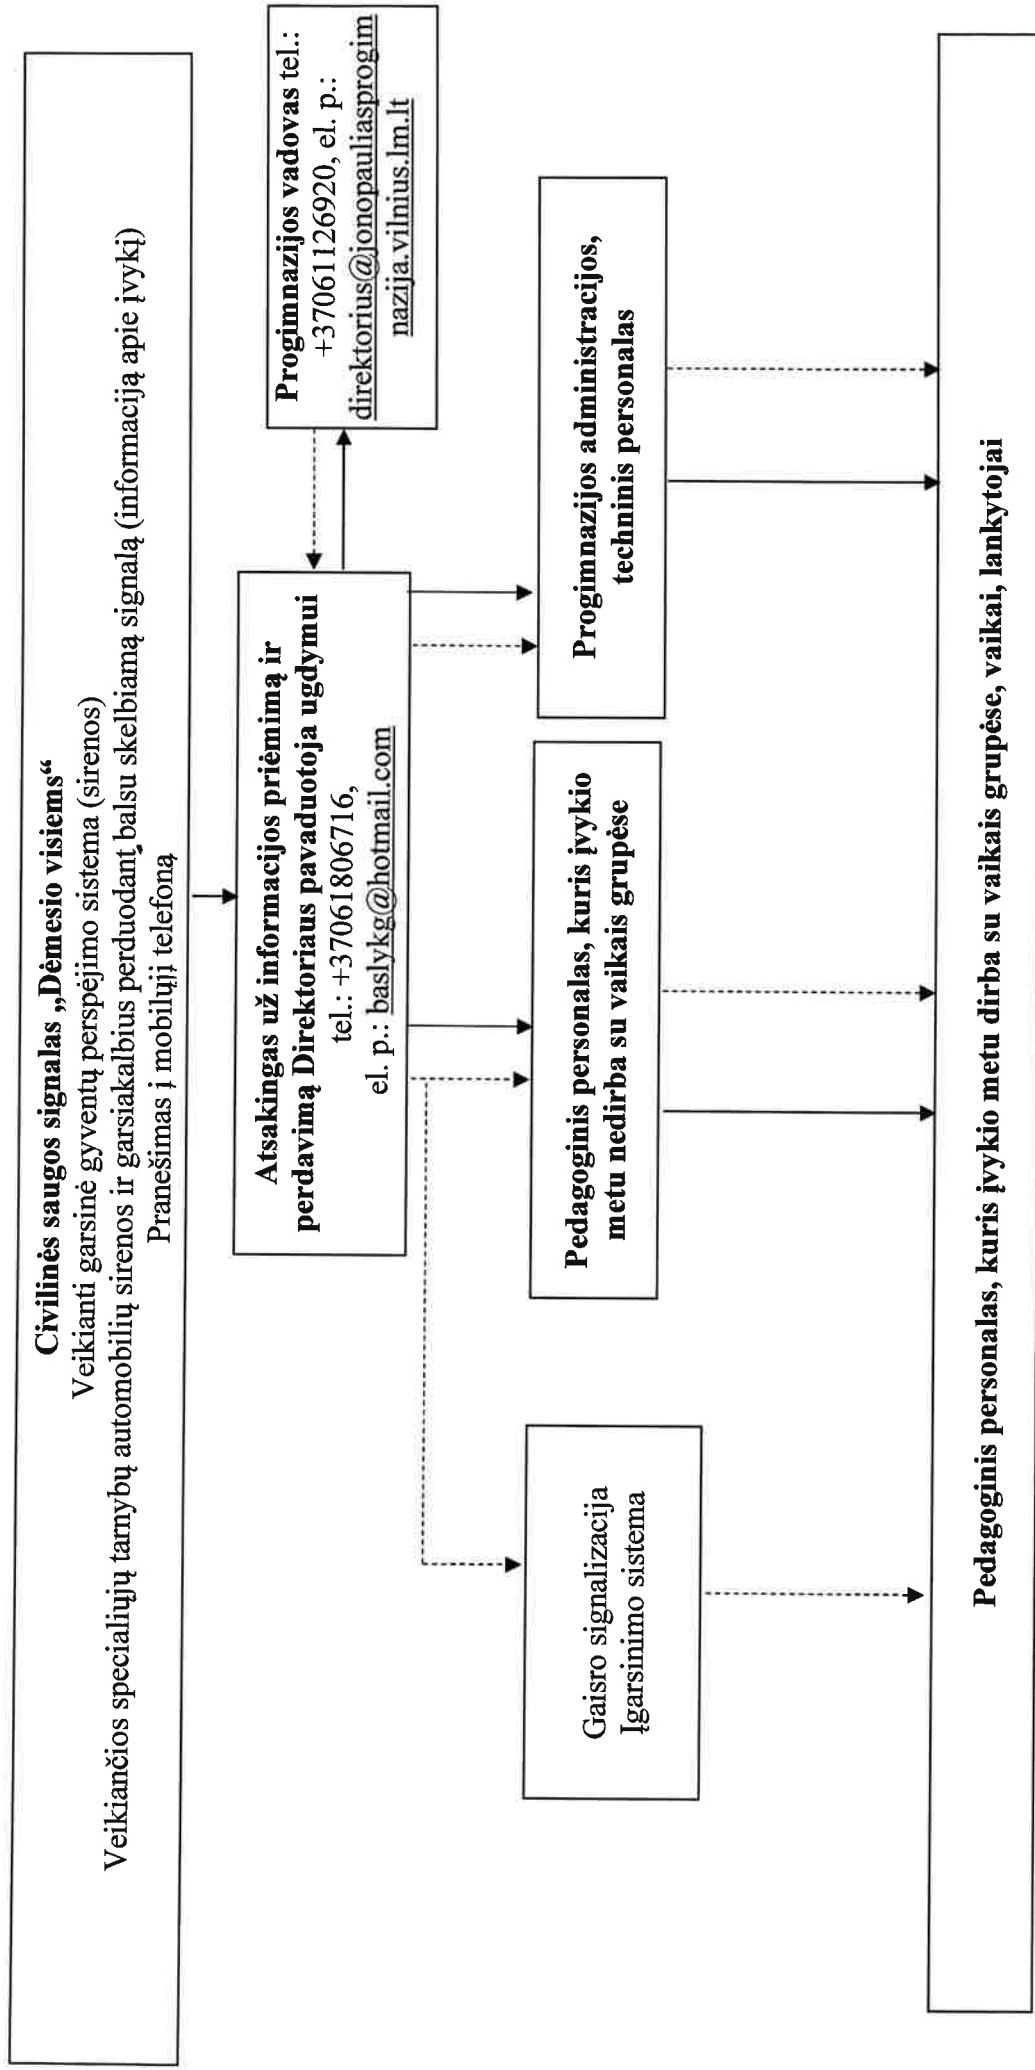 Civilinės saugos signalas „Dėmesio visiems“
Veikianti garsinė gyventų perspėjimo sistema (sirenos)
Veikiančios specialiųjų tarnybų automobilių sirenos ir garsiakalbius perduodant balsu skelbiamą signalą (informaciją apie įvykį)
Pranešimas į mobilųjį telefoną
Atsakingas už informacijos priėmimą ir
perdavimą Direktoriaus pavaduotoja ugdymui
tel.: +37061806716,
el. p.: baslykg@hotmail.com
Progimnazijos vadovas tel.:
+37061126920, el. p.:
direktorius@jonopauliasprogim
nazija.vilnius.lm.lt
Gaisro signalizacija
Įgarsinimo sistema
Pedagoginis personalas, kuris įvykio
metu nedirba su vaikais grupėse
Progimnazijos administracijos,
techninis personalas
Pedagoginis personalas, kuris įvykio metu dirba su vaikais grupėse, vaikai, lankytojai